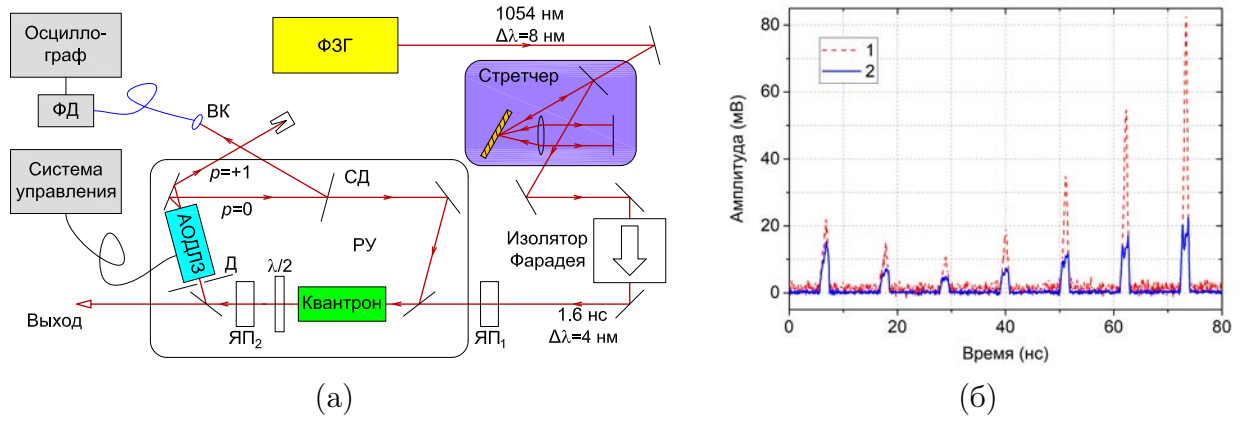 Осцилло-
граф
ФД
ВК
Система
управления
ФЗГ
1054 нм
Δλ=8 нм
Стретчер
p=+1
p=0
СД
АОДЛЗ
РУ
Д
λ/2
Квантрон
Изолятор
Фарадея
1.6 нс
Δλ=4 нм
Выход
ЯП₂
ЯП₁
(а)
1
2
Амплитуда (мВ)
80
60
40
20
0
0 20 40 60 80
Время (нс)
(б)